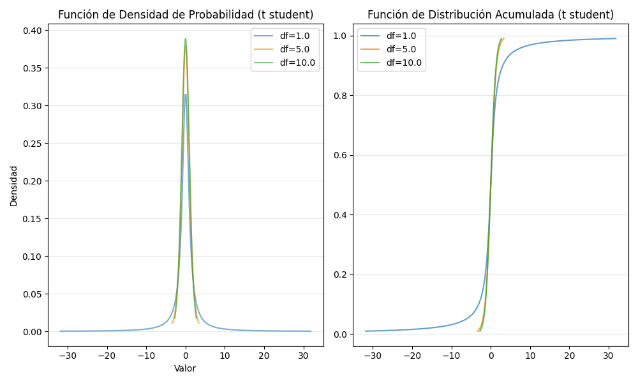 Función de Densidad de Probabilidad (t student)
0.40
0.35
0.30
0.25
0.20
0.15
0.10
0.05
0.00
Densidad
df=1.0
df=5.0
df=10.0
−30 −20 −10 0 10 20 30
Valor
Función de Distribución Acumulada (t student)
1.0
0.8
0.6
0.4
0.2
0.0
df=1.0
df=5.0
df=10.0
−30 −20 −10 0 10 20 30